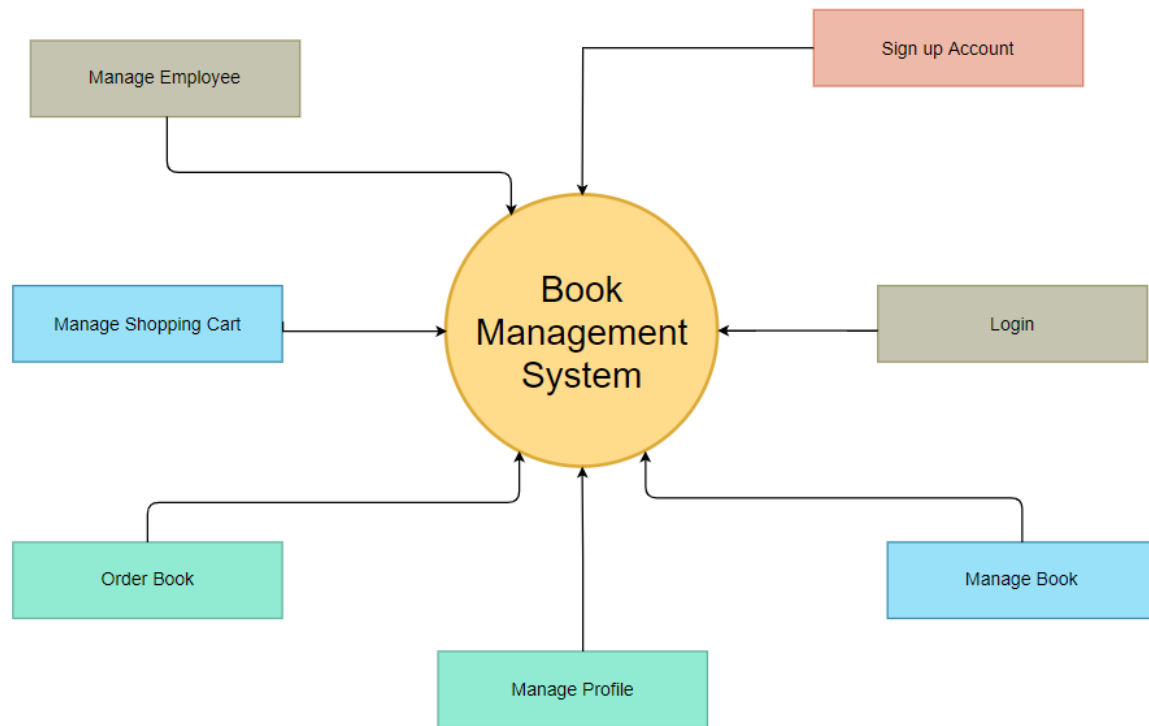 Sign up Account
Manage Employee
Book
Management
System
Manage Shopping Cart
Login
Order Book
Manage Book
Manage Profile